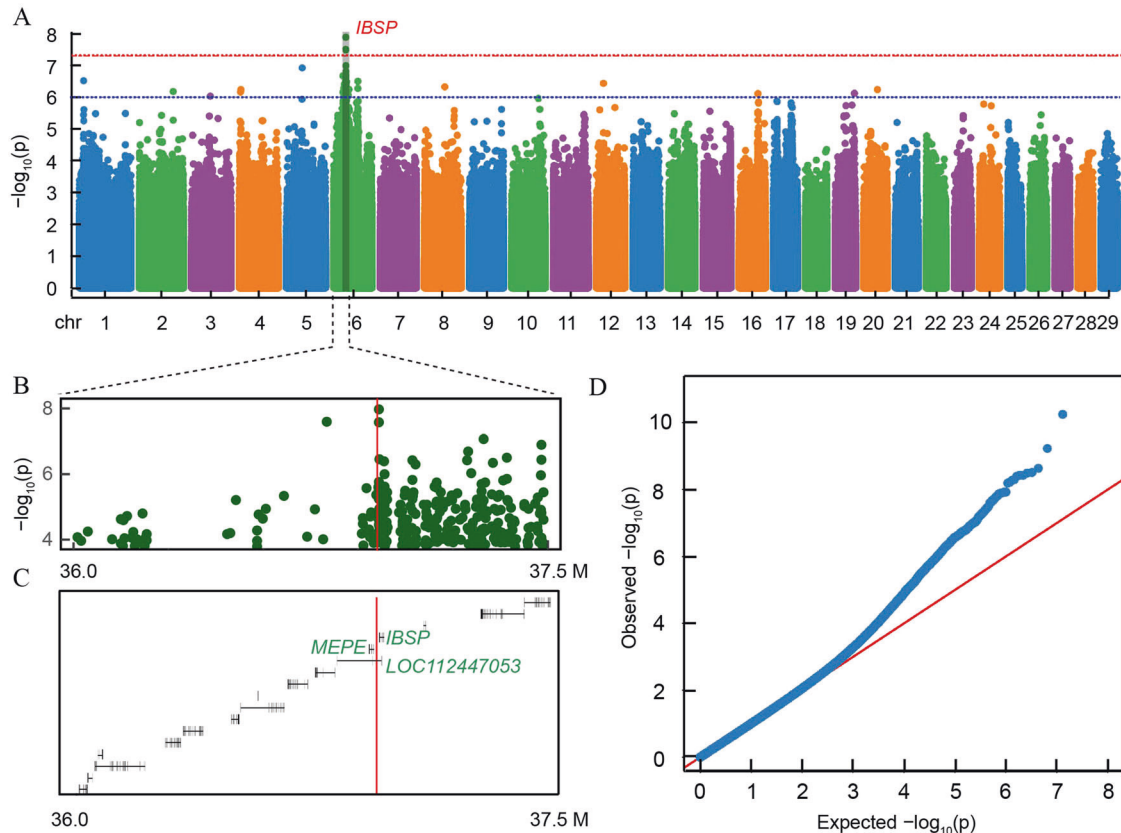 A
IBSP
8
7
6
5
4
3
2
1
0
−log10(p)
chr 1 2 3 4 5 6 7 8 9 10 11 12 13 14 15 16 17 18 19 20 21 22 23 24 25 26 27 28 29
B
8
6
4
−log10(p)
36.0 37.5 M
C
MEPE IBSP
LOC112447053
36.0 37.5 M
D
10
8
6
4
2
0
Observed −log10(p)
0 1 2 3 4 5 6 7 8
Expected −log10(p)